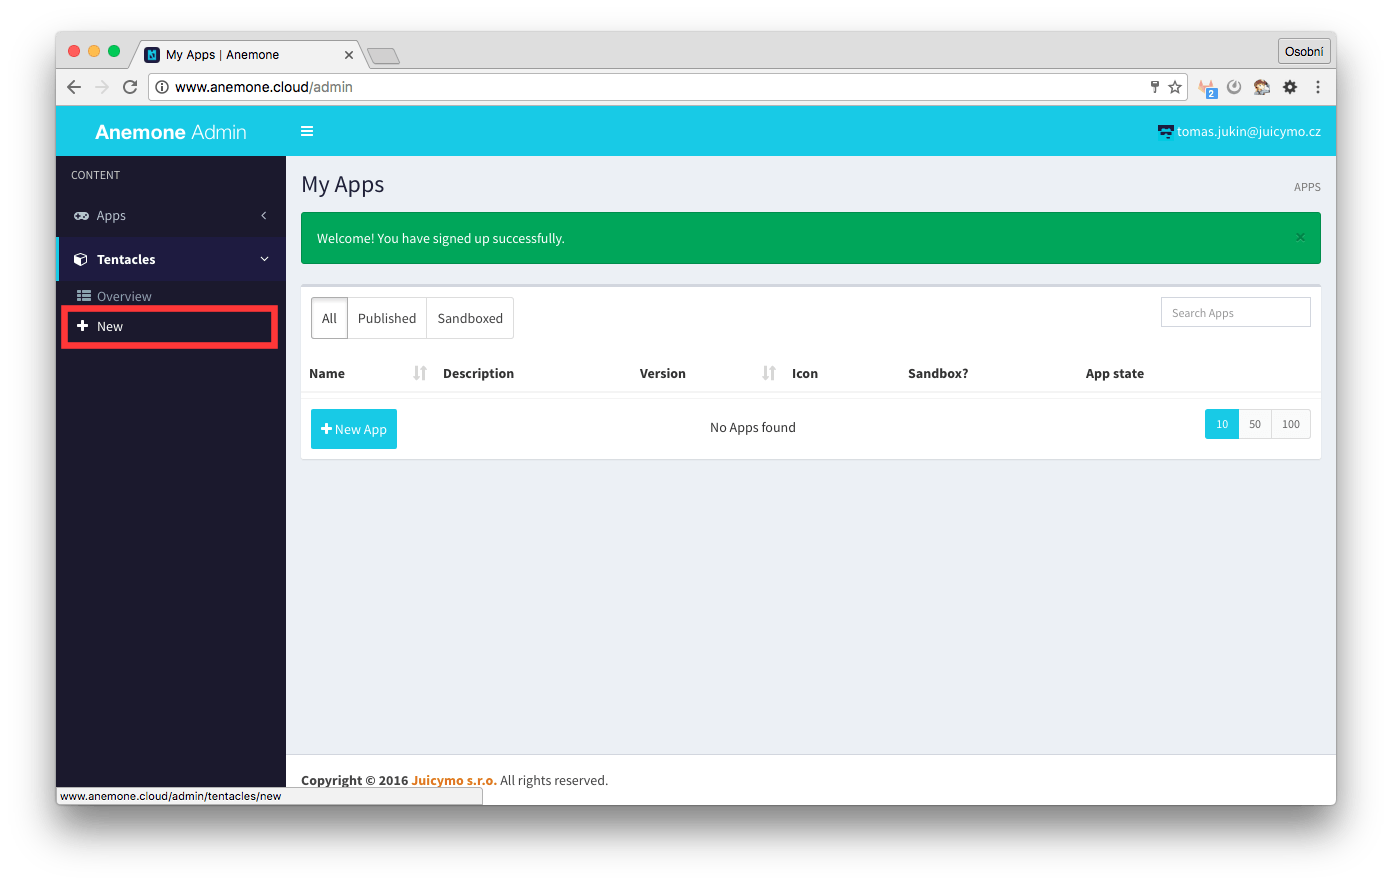 My Apps | Anemone
Osobní
www.anemone.cloud/admin
2
Anemone Admin
tomas.jukin@juicymo.cz
CONTENT
Apps
Tentacles
Overview
New
My Apps
APPS
Welcome! You have signed up successfully.
×
All Published Sandboxed
Search Apps
Name Description Version Icon Sandbox? App state
New App
No Apps found
10 50 100
Copyright © 2016 Juicymo s.r.o. All rights reserved.
www.anemone.cloud/admin/tentacles/new